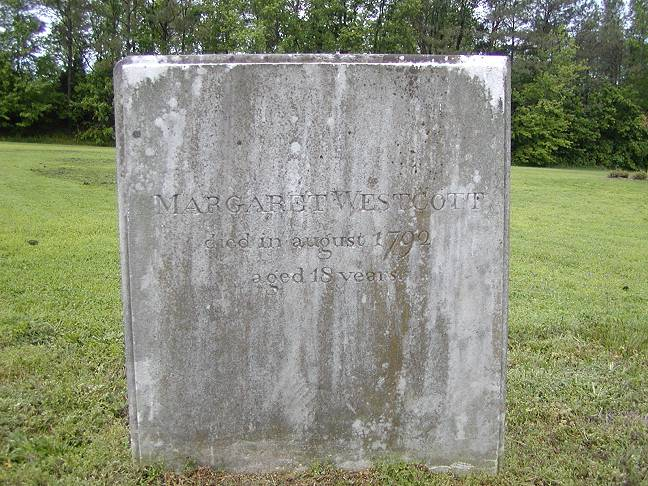 MARGARET WESTCOTT
died in august 1792
aged 18 years